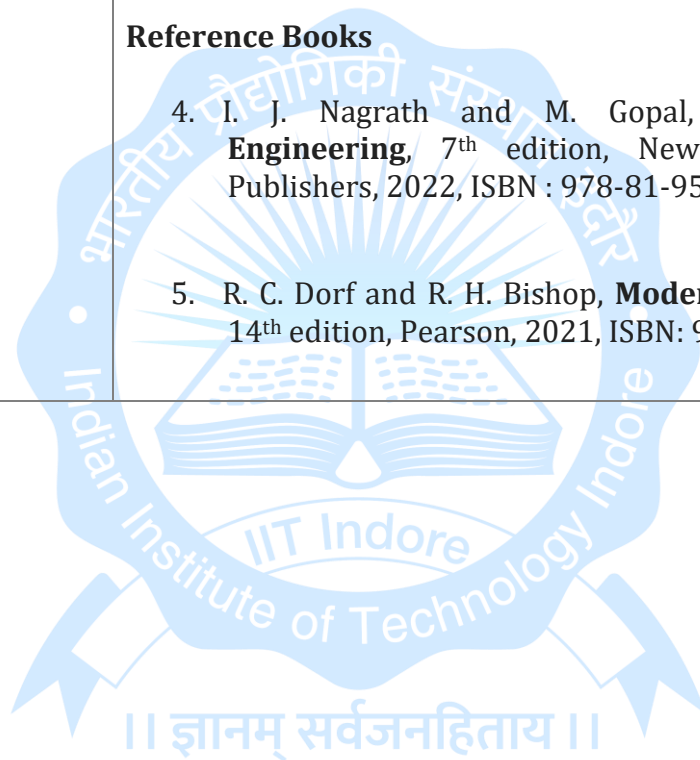 Reference Books
4. I. J. Nagrath and M. Gopal,
Engineering, 7th edition, New
Publishers, 2022, ISBN : 978-81-95
5. R. C. Dorf and R. H. Bishop, Moder
14th edition, Pearson, 2021, ISBN: 9
भारतीय प्रौद्योगिकी संस्थान इंदौर
Indian Institute of Technology Indore
IIT Indore
।। ज्ञानम् सर्वजनहिताय ।।